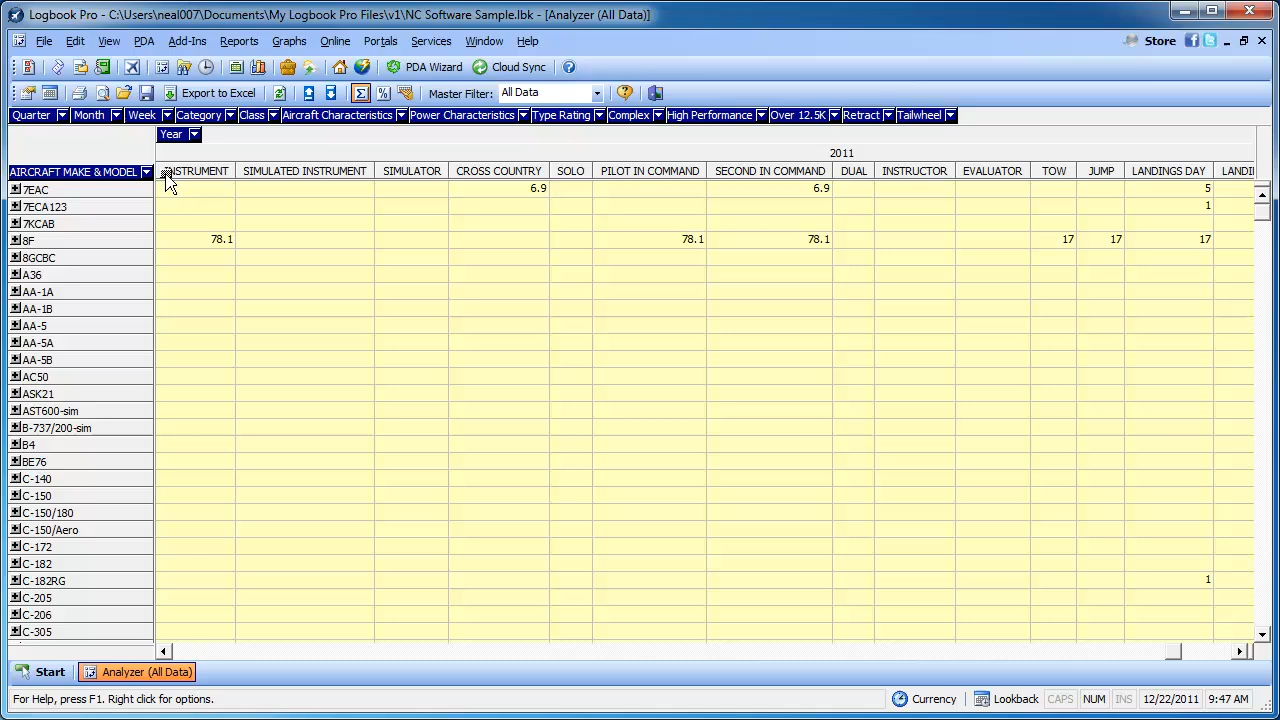 Logbook Pro - C:\Users\neal007\Documents\My Logbook Pro Files\v1\NC Software Sample.lbk - [Analyzer (All Data)]
File Edit View PDA Add-Ins Reports Graphs Online Portals Services Window Help Store
PDA Wizard Cloud Sync
Export to Excel Master Filter: All Data
Quarter Month Week Category Class Aircraft Characteristics Power Characteristics Type Rating Complex High Performance Over 12.5K Retract Tailwheel
Year
2011
AIRCRAFT MAKE & MODEL INSTRUMENT SIMULATED INSTRUMENT SIMULATOR CROSS COUNTRY SOLO PILOT IN COMMAND SECOND IN COMMAND DUAL INSTRUCTOR EVALUATOR TOW JUMP LANDINGS DAY
7EAC 6.9 6.9 5
7ECA123 1
7KCAB
8F 78.1 78.1 78.1 17 17 17
8GCBC
A36
AA-1A
AA-1B
AA-5
AA-5A
AA-5B
AC50
ASK21
AST600-sim
B-737/200-sim
B4
BE76
C-140
C-150
C-150/180
C-150/Aero
C-172
C-182
C-182RG 1
C-205
C-206
C-305
Start Analyzer (All Data)
For Help, press F1. Right click for options. Currency Lookback CAPS NUM INS 12/22/2011 9:47 AM